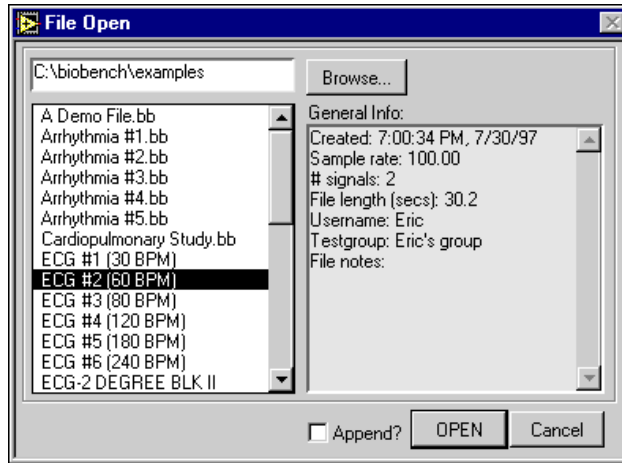 File Open
C:\biobench\examples
Browse...
A Demo File.bb
Arrhythmia #1.bb
Arrhythmia #2.bb
Arrhythmia #3.bb
Arrhythmia #4.bb
Arrhythmia #5.bb
Cardiopulmonary Study.bb
ECG #1 (30 BPM)
ECG #2 (60 BPM)
ECG #3 (80 BPM)
ECG #4 (120 BPM)
ECG #5 (180 BPM)
ECG #6 (240 BPM)
ECG-2 DEGREE BLK II
General Info:
Created: 7:00:34 PM, 7/30/97
Sample rate: 100.00
# signals: 2
File length (secs): 30.2
Username: Eric
Testgroup: Eric's group
File notes:
Append?
OPEN
Cancel